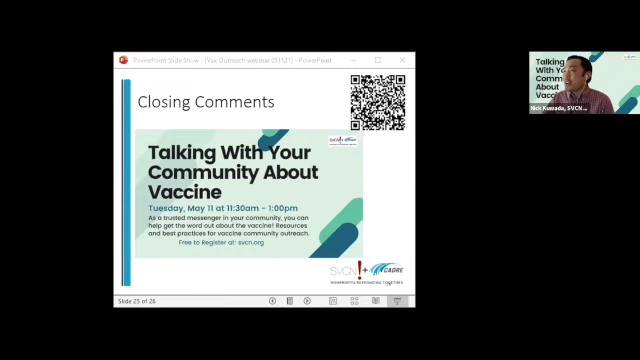 PowerPoint Slide Show - [Vax Outreach webinar 051121] - PowerPoint
Closing Comments
SVCN!
Talking With Your
Community About
Vaccine
Tuesday, May 11 at 11:30am - 1:00pm
As a trusted messenger in your community, you can
help get the word out about the vaccine! Resources
and best practices for vaccine community outreach.
Free to Register at: svcn.org
SVCN!+CADRE
NONPROFITS RESPONDING TOGETHER
Slide 25 of 26
Talking
With Yo
Com
About
Vacci
Nick Kuwada, SVCN...